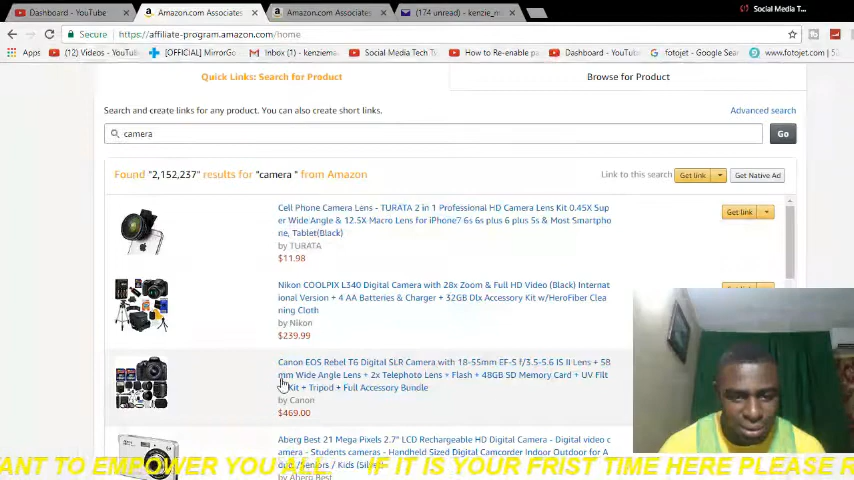 Social Media T...
Dashboard - YouTube
Amazon.com Associates
Amazon.com Associates
(174 unread) - kenzie_m
Secure
https://affiliate-program.amazon.com/home
Apps
(12) Videos - YouTu
[OFFICIAL] MirrorGo
Inbox (1) - kenziema
Social Media Tech
How to Re-enable p
Dashboard - YouTu
fotojet - Google Sear
www.fotojet.com/
Quick Links: Search for Product
Browse for Product
Search and create links for any product. You can also create short links.
Advanced search
camera
Go
Found "2,152,237" results for "camera " from Amazon
Link to this search
Get link
Get Native Ad
Cell Phone Camera Lens - TURATA 2 in 1 Professional HD Camera Lens Kit 0.45X Sup
er Wide Angle & 12.5X Macro Lens for iPhone7 6s 6s plus 6 plus 5s & Most Smartpho
ne, Tablet(Black)
by TURATA
$11.98
Get link
Nikon COOLPIX L340 Digital Camera with 28x Zoom & Full HD Video (Black) Internat
ional Version + 4 AA Batteries & Charger + 32GB Dlx Accessory Kit w/HeroFiber Clea
ning Cloth
by Nikon
$239.99
Canon EOS Rebel T6 Digital SLR Camera with 18-55mm EF-S f/3.5-5.6 IS II Lens + 58
mm Wide Angle Lens + 2x Telephoto Lens + Flash + 48GB SD Memory Card + UV Filt
Kit + Tripod + Full Accessory Bundle
by Canon
$469.00
Aberg Best 21 Mega Pixels 2.7" LCD Rechargeable HD Digital Camera - Digital video c
amera - Students cameras - Handheld Sized Digital Camcorder Indoor Outdoor for A
/Seniors / Kids (Silver)
by Aberg Best
ANT TO EMPOWER YOU ALL IF IT IS YOUR FRIST TIME HERE PLEASE R